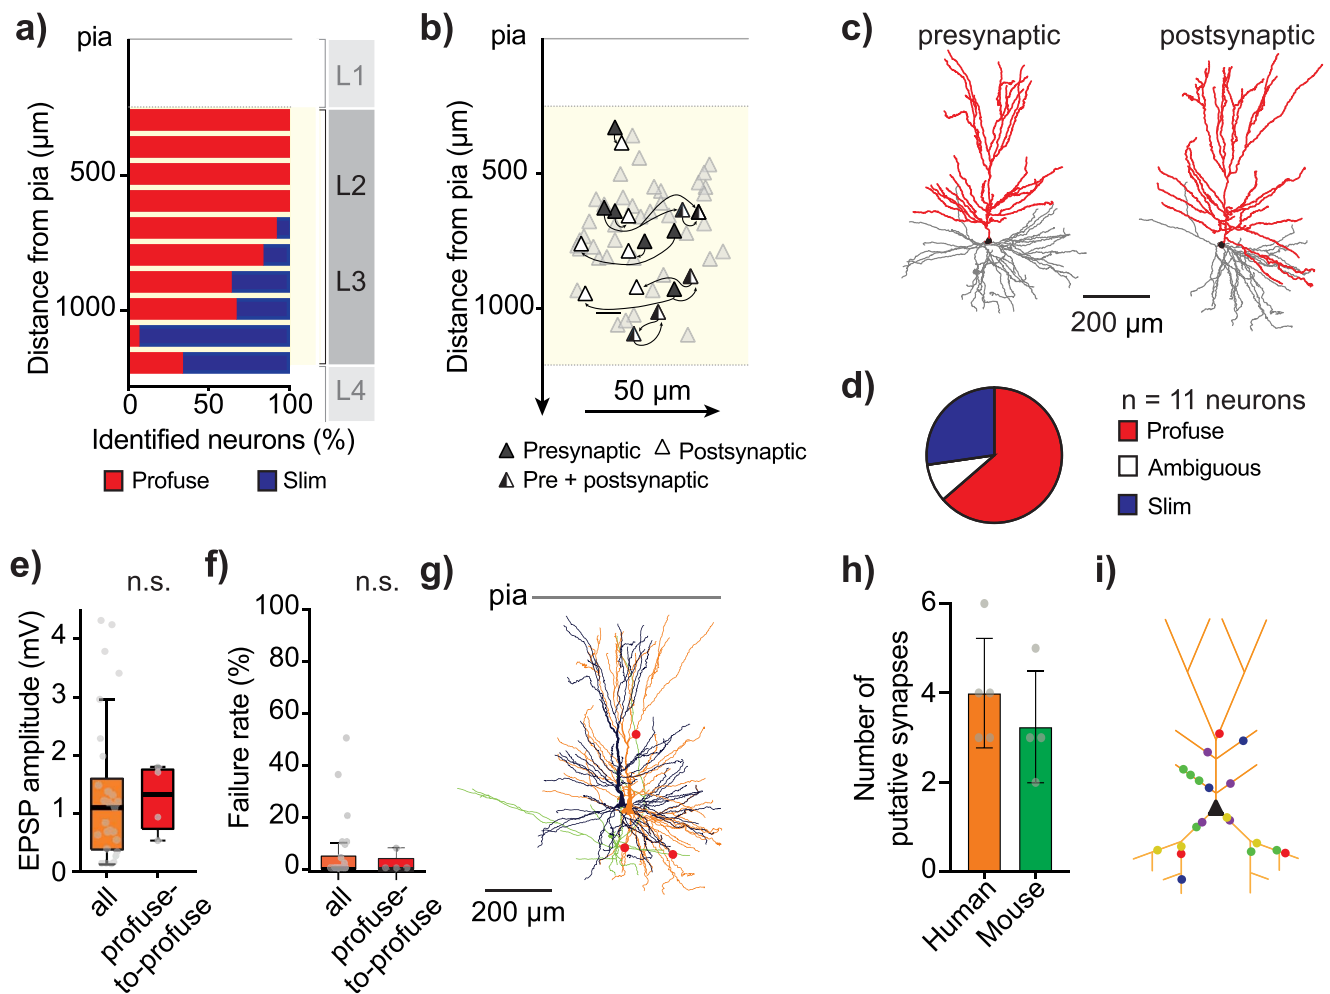 a)
pia
L1
L2
L3
L4
500
1000
Distance from pia (µm)
0
50
100
Identified neurons (%)
Profuse
Slim
b)
pia
500
1000
Distance from pia (µm)
50 µm
Presynaptic
Postsynaptic
Pre + postsynaptic
c)
presynaptic
postsynaptic
200 µm
d)
n = 11 neurons
Profuse
Ambiguous
Slim
e)
n.s.
EPSP amplitude (mV)
4
3
2
1
0
all
profuse-
to-profuse
f)
n.s.
Failure rate (%)
100
80
60
40
20
0
all
profuse-
to-profuse
g)
pia
200 µm
h)
Number of
putative synapses
6
4
2
0
Human
Mouse
i)